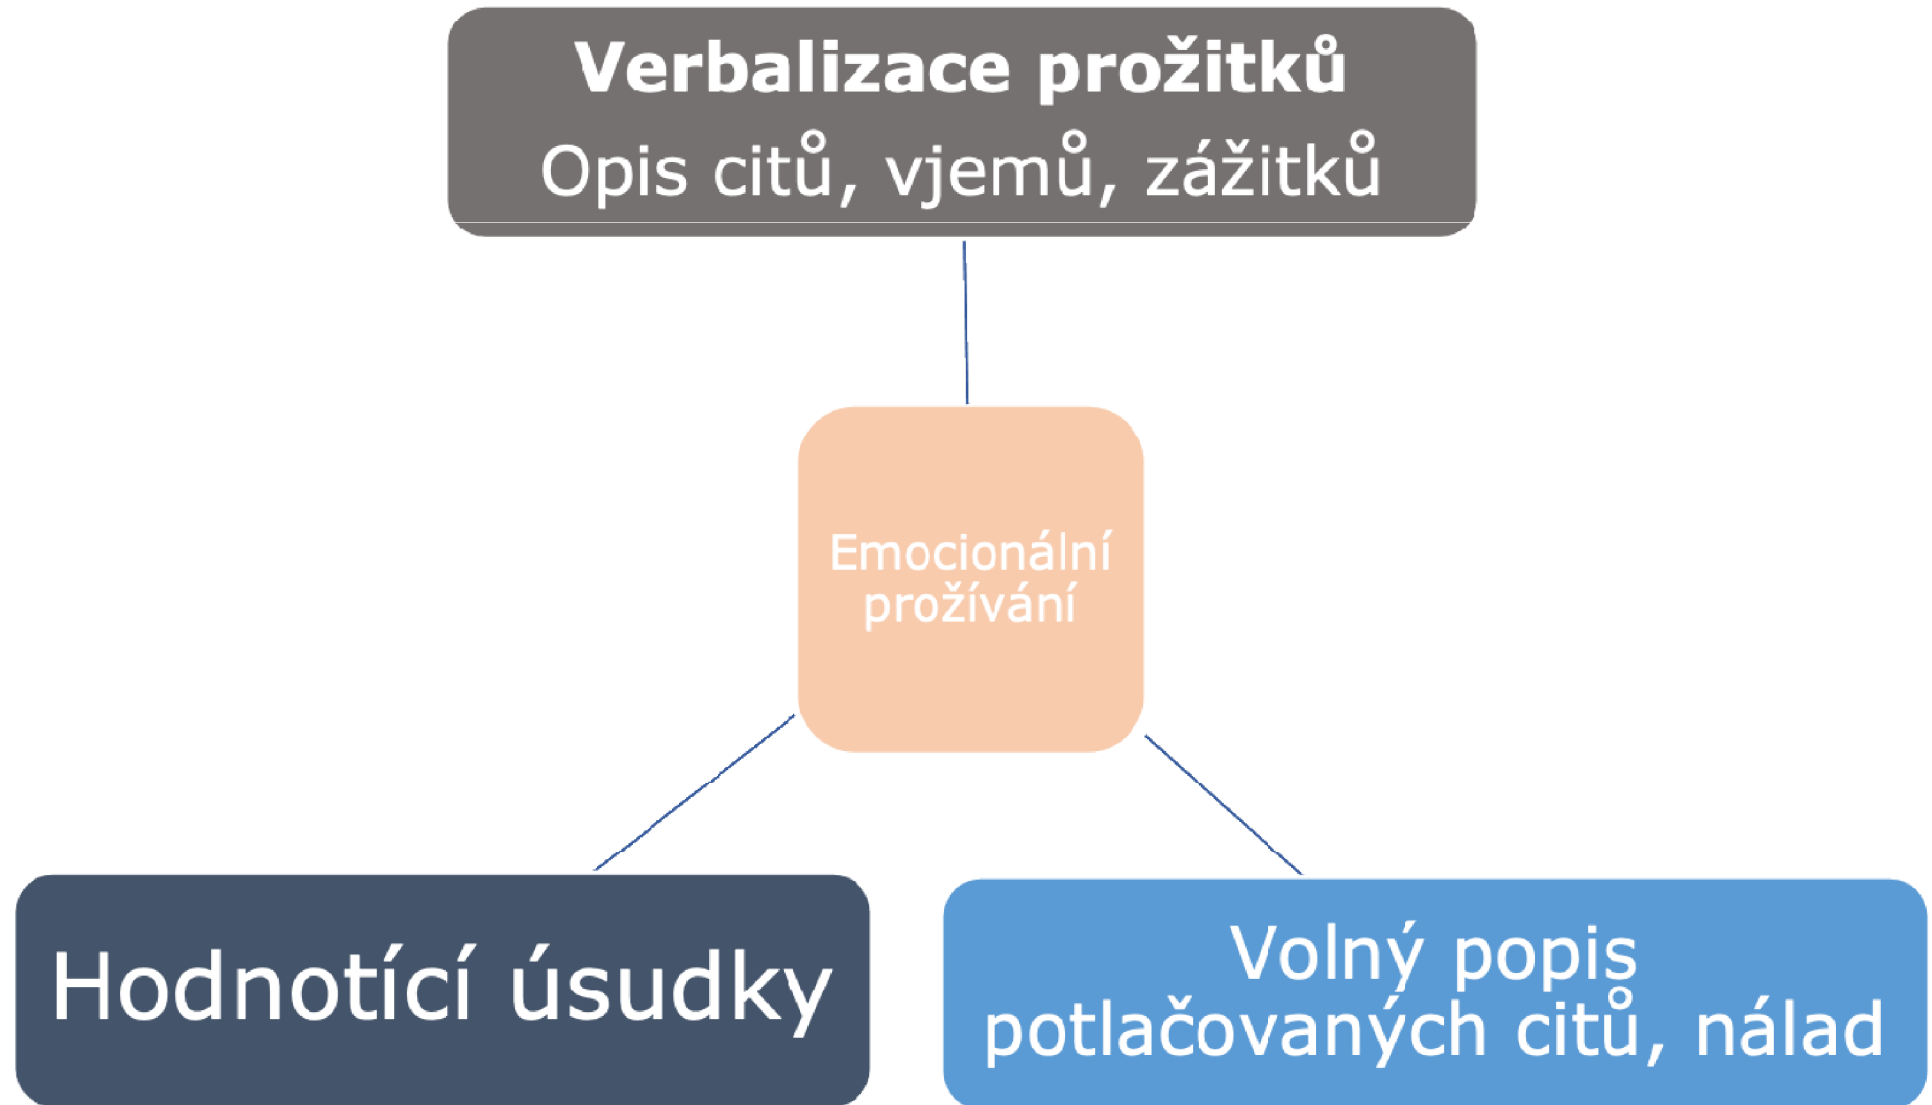 Verbalizace prožitků
Opis citů, vjemů, zážitků
Emocionální
prožívání
Hodnotící úsudky
Volný popis
potlačovaných citů, nálad